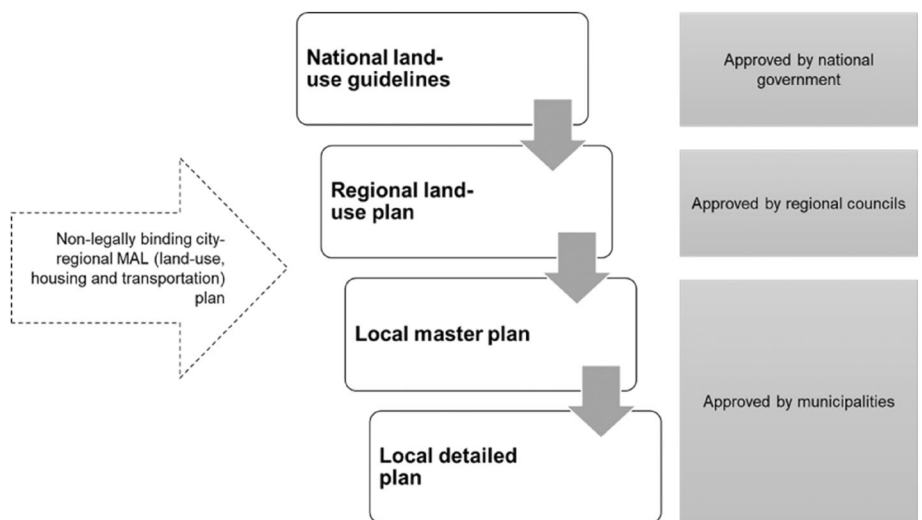 National land-
use guidelines
Approved by national
government
Regional land-
use plan
Approved by regional councils
Non-legally binding city-
regional MAL (land-use,
housing and transportation)
plan
Local master plan
Approved by municipalities
Local detailed
plan